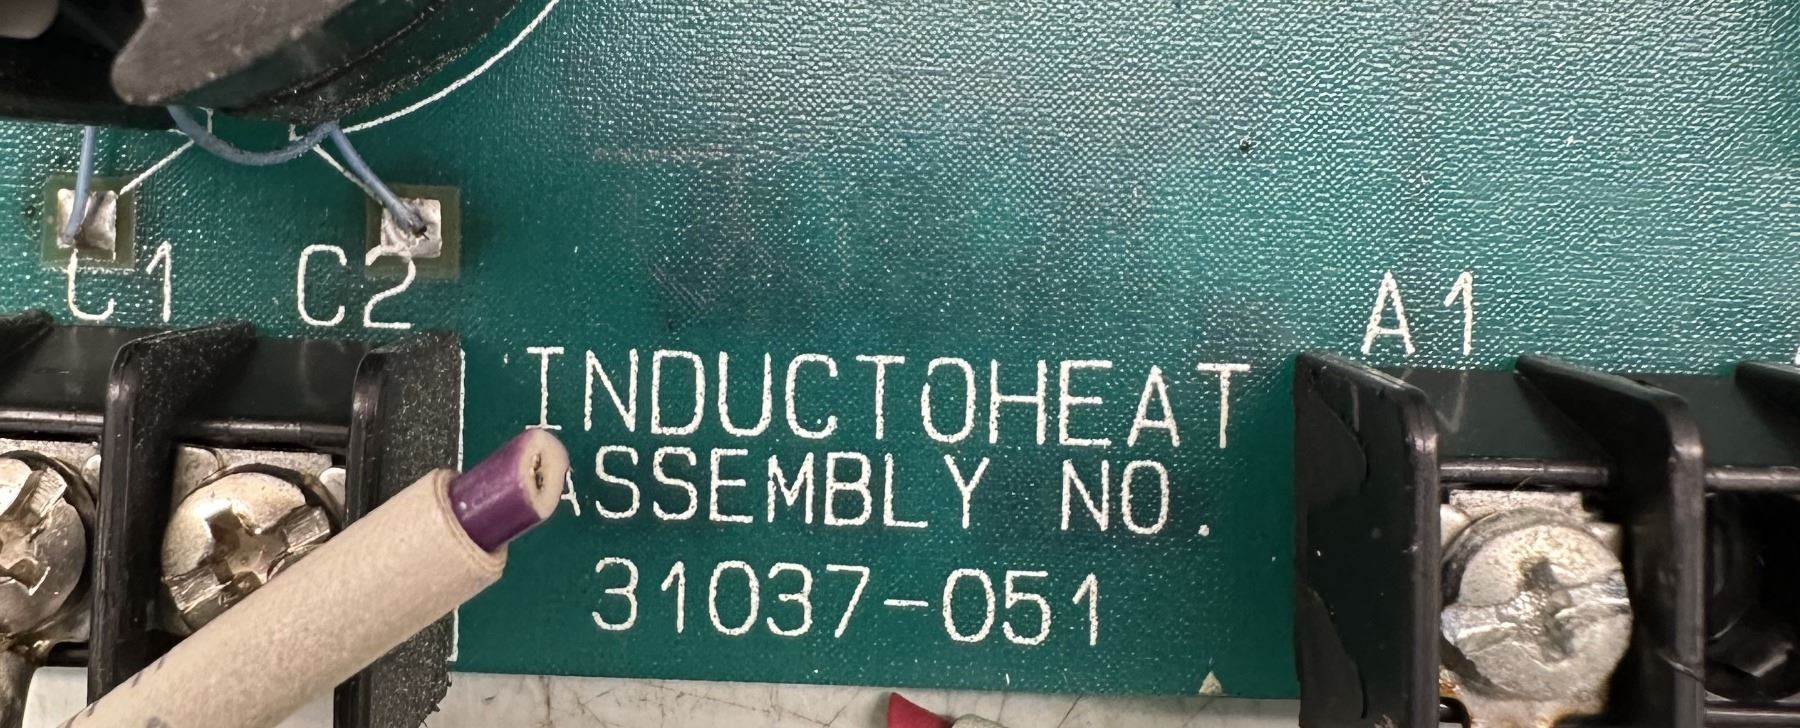 C1 C2
A1
INDUCTOHEAT
ASSEMBLY NO.
31037-051